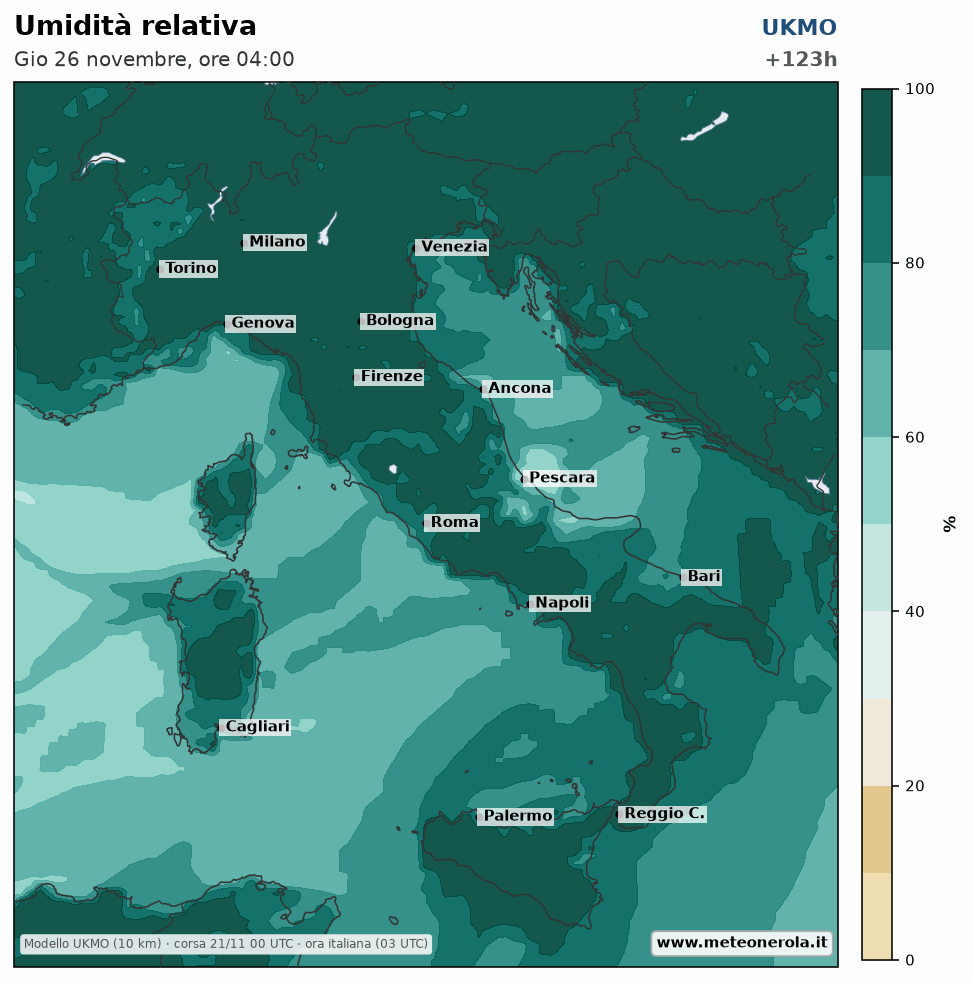 Umidità relativa
UKMO
Gio 26 novembre, ore 04:00
+123h
100
80
60
40
20
0
%
Milano
Venezia
Torino
Genova
Bologna
Firenze
Ancona
Pescara
Roma
Bari
Napoli
Cagliari
Palermo
Reggio C.
Modello UKMO (10 km) · corsa 21/11 00 UTC · ora italiana (03 UTC)
www.meteonerola.it